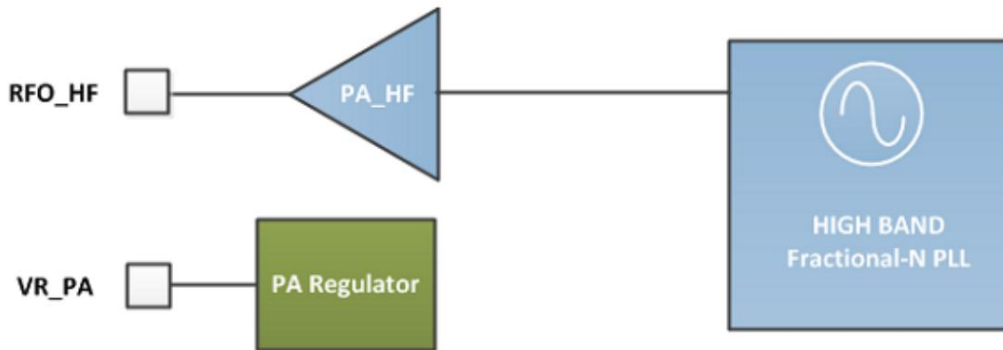 RFO_HF
PA_HF
HIGH BAND
Fractional-N PLL
VR_PA
PA Regulator